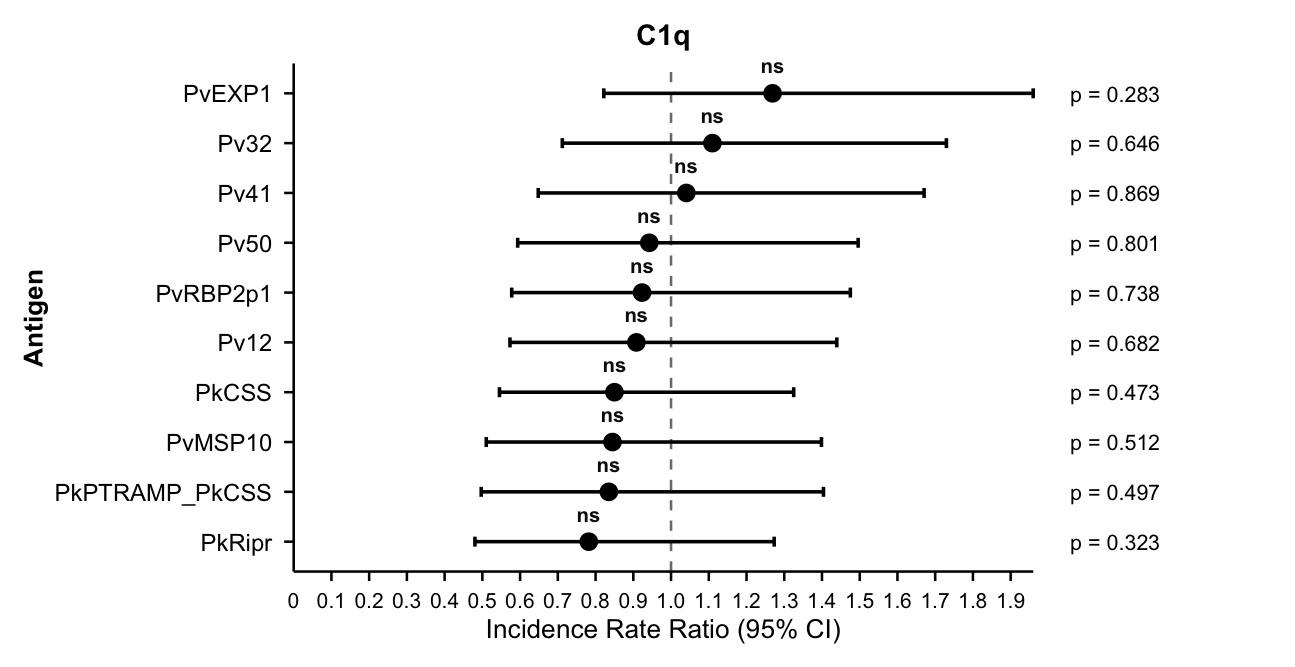 C1q
ns
PvEXP1 p = 0.283
ns
Pv32 p = 0.646
ns
Pv41 p = 0.869
ns
Pv50 p = 0.801
ns
PvRBP2p1 p = 0.738
ns
Pv12 p = 0.682
ns
PkCSS p = 0.473
ns
PvMSP10 p = 0.512
ns
PkPTRAMP_PkCSS p = 0.497
ns
PkRipr p = 0.323
Antigen
0 0.1 0.2 0.3 0.4 0.5 0.6 0.7 0.8 0.9 1.0 1.1 1.2 1.3 1.4 1.5 1.6 1.7 1.8 1.9
Incidence Rate Ratio (95% CI)